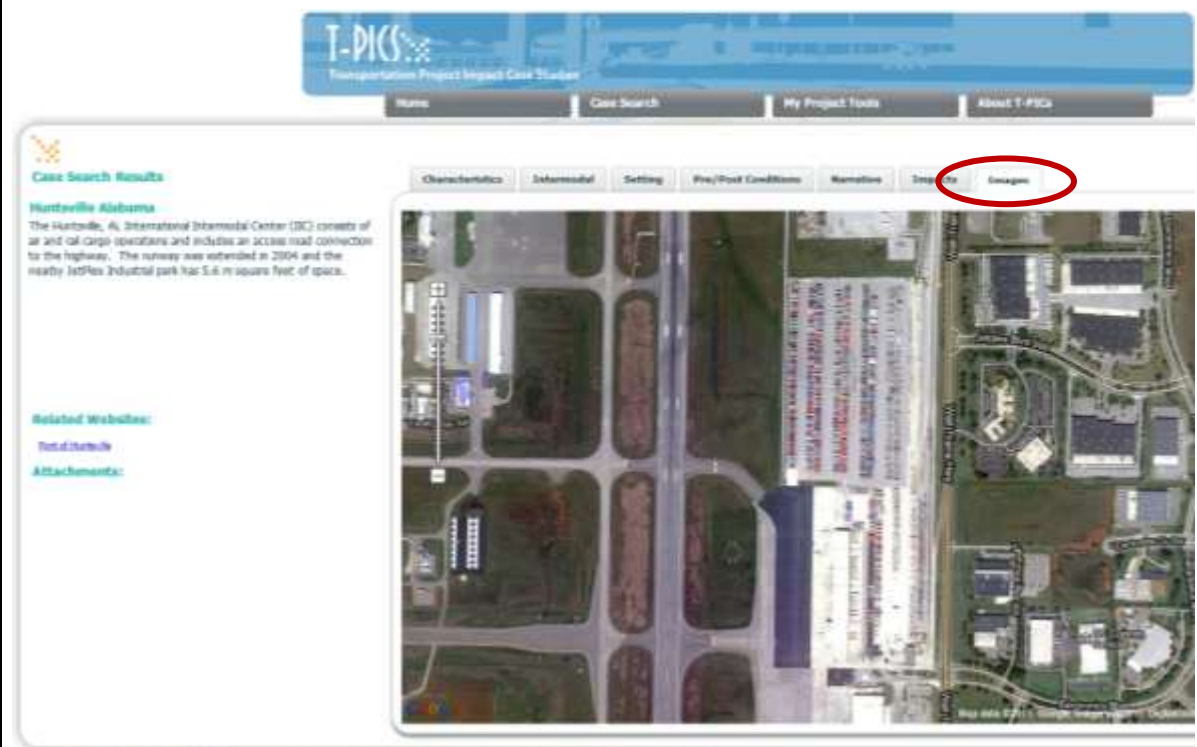 T-PICS
Transportation Project Impact Case Studies
Home
Case Search
My Project Tools
About T-PICs
Case Search Results
Characteristics
Intermodal
Setting
Pre/Post Conditions
Narrative
Impacts
Images
Huntsville Alabama
The Huntsville, AL International Intermodal Center (IIC) consists of
air and rail cargo operations and includes an access road connection
to the highway. The runway was extended in 2004 and the
nearby JetPlex Industrial park has 5.6 m square feet of space.
Related Websites:
Port of Huntsville
Attachments:
Map data ©2011 Google